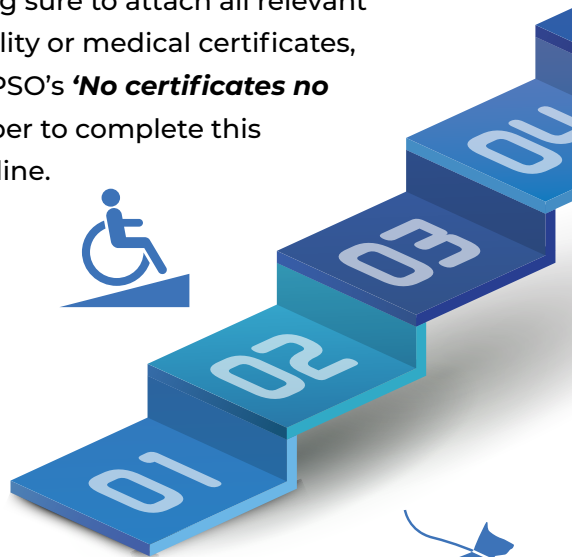 g sure to attach all relevant
lity or medical certificates,
PSO's 'No certificates no
per to complete this
line.
04
03
02
01